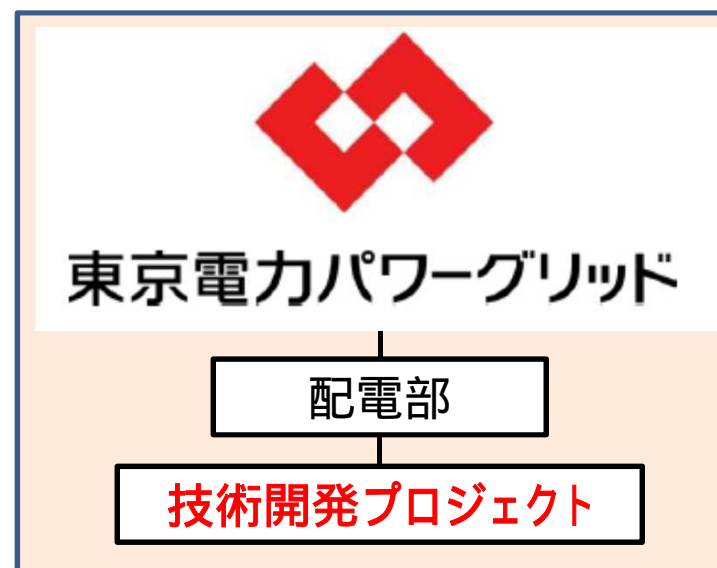 東京電力パワーグリッド
配電部
技術開発プロジェクト